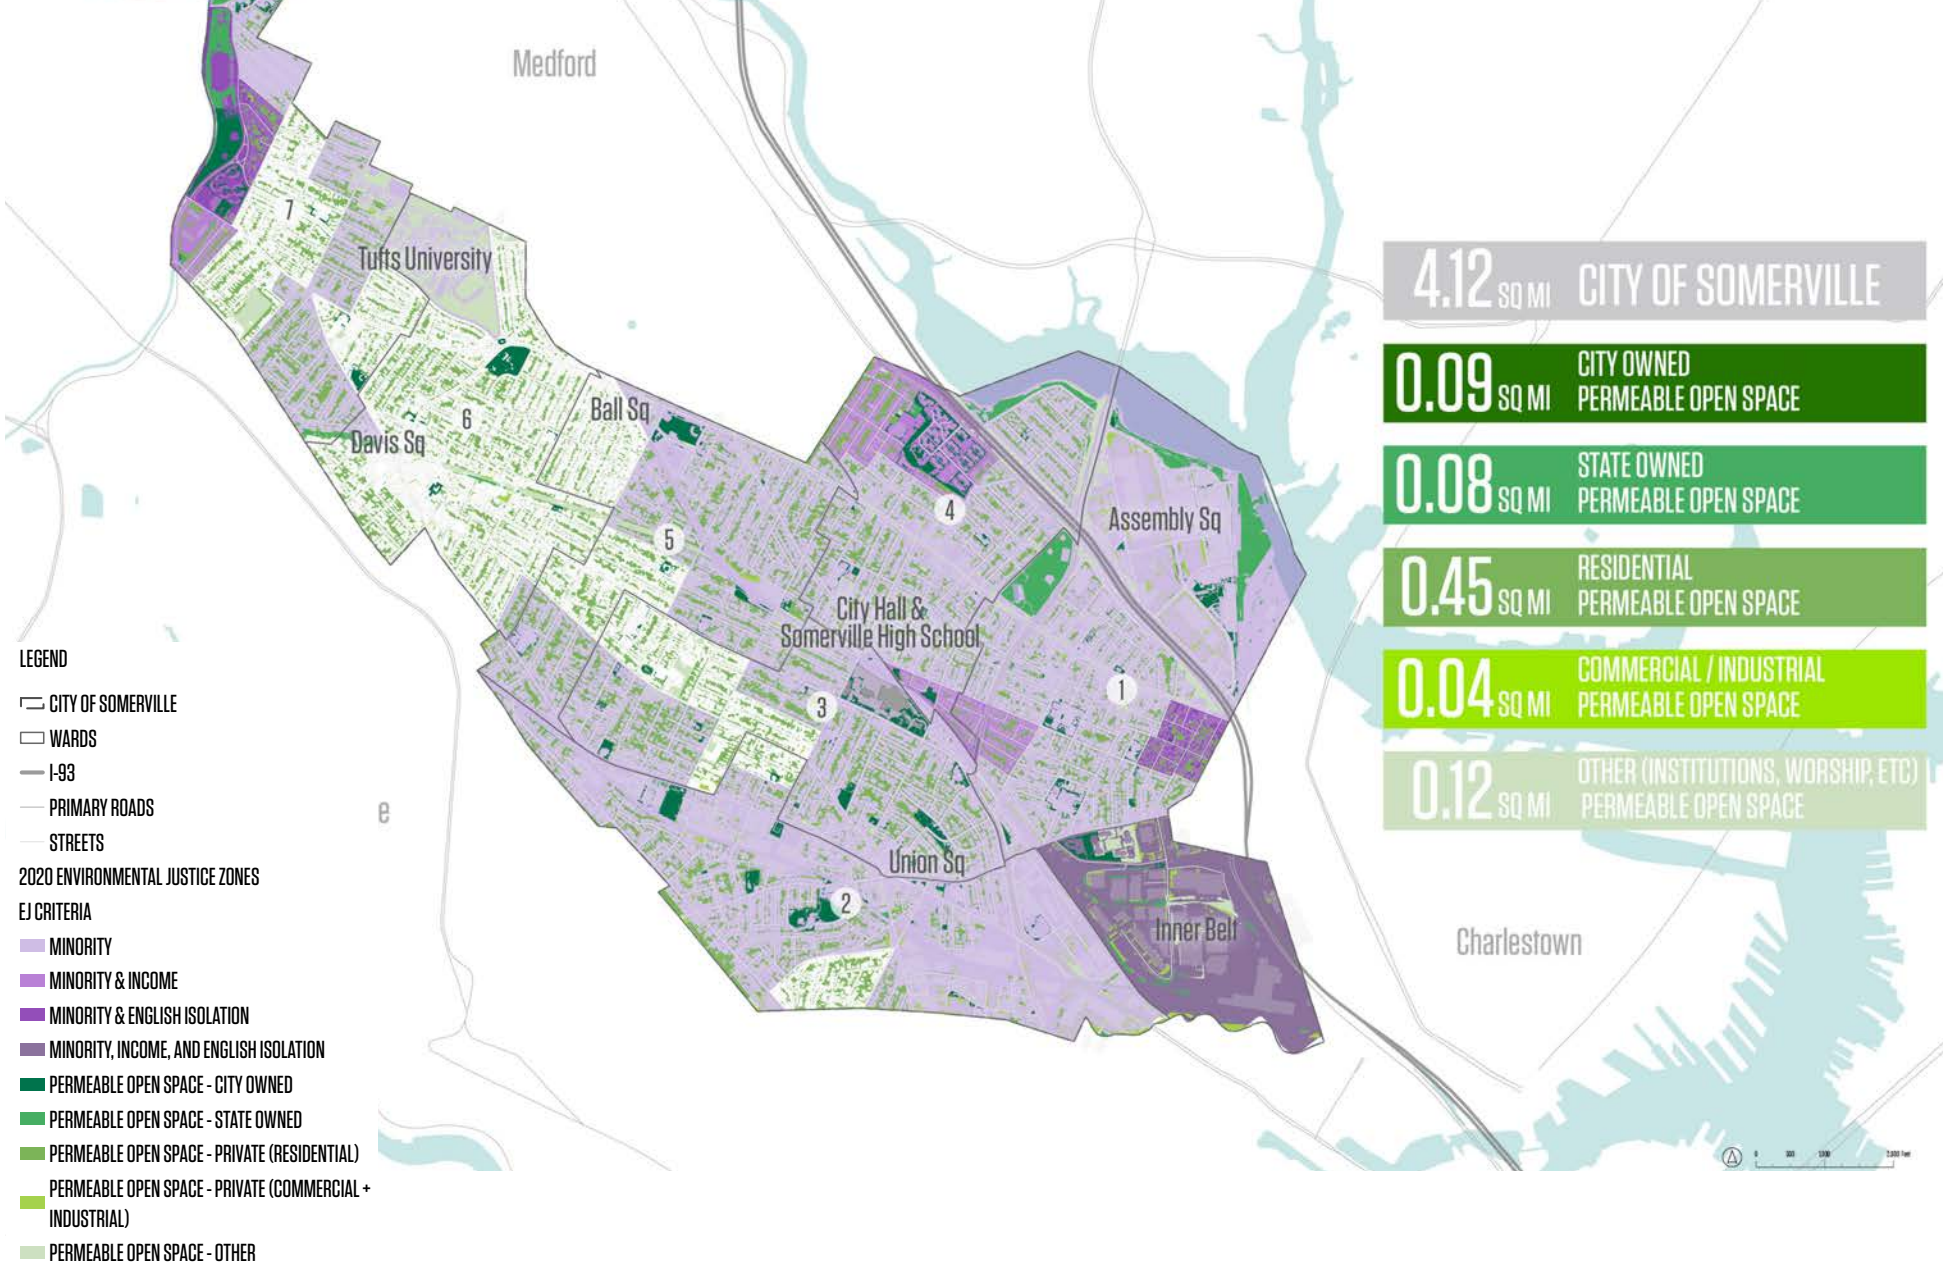 Medford
7
Tufts University
Ball Sq
6
Davis Sq
4
Assembly Sq
5
City Hall &
Somerville High School
1
3
Union Sq
2
Inner Belt
Charlestown
e
4.12 SQ MI CITY OF SOMERVILLE
0.09 SQ MI
CITY OWNED
PERMEABLE OPEN SPACE
0.08 SQ MI
STATE OWNED
PERMEABLE OPEN SPACE
0.45 SQ MI
RESIDENTIAL
PERMEABLE OPEN SPACE
0.04 SQ MI
COMMERCIAL / INDUSTRIAL
PERMEABLE OPEN SPACE
0.12 SQ MI
OTHER (INSTITUTIONS, WORSHIP, ETC)
PERMEABLE OPEN SPACE
LEGEND
CITY OF SOMERVILLE
WARDS
I-93
PRIMARY ROADS
STREETS
2020 ENVIRONMENTAL JUSTICE ZONES
EJ CRITERIA
MINORITY
MINORITY & INCOME
MINORITY & ENGLISH ISOLATION
MINORITY, INCOME, AND ENGLISH ISOLATION
PERMEABLE OPEN SPACE - CITY OWNED
PERMEABLE OPEN SPACE - STATE OWNED
PERMEABLE OPEN SPACE - PRIVATE (RESIDENTIAL)
PERMEABLE OPEN SPACE - PRIVATE (COMMERCIAL +
INDUSTRIAL)
PERMEABLE OPEN SPACE - OTHER